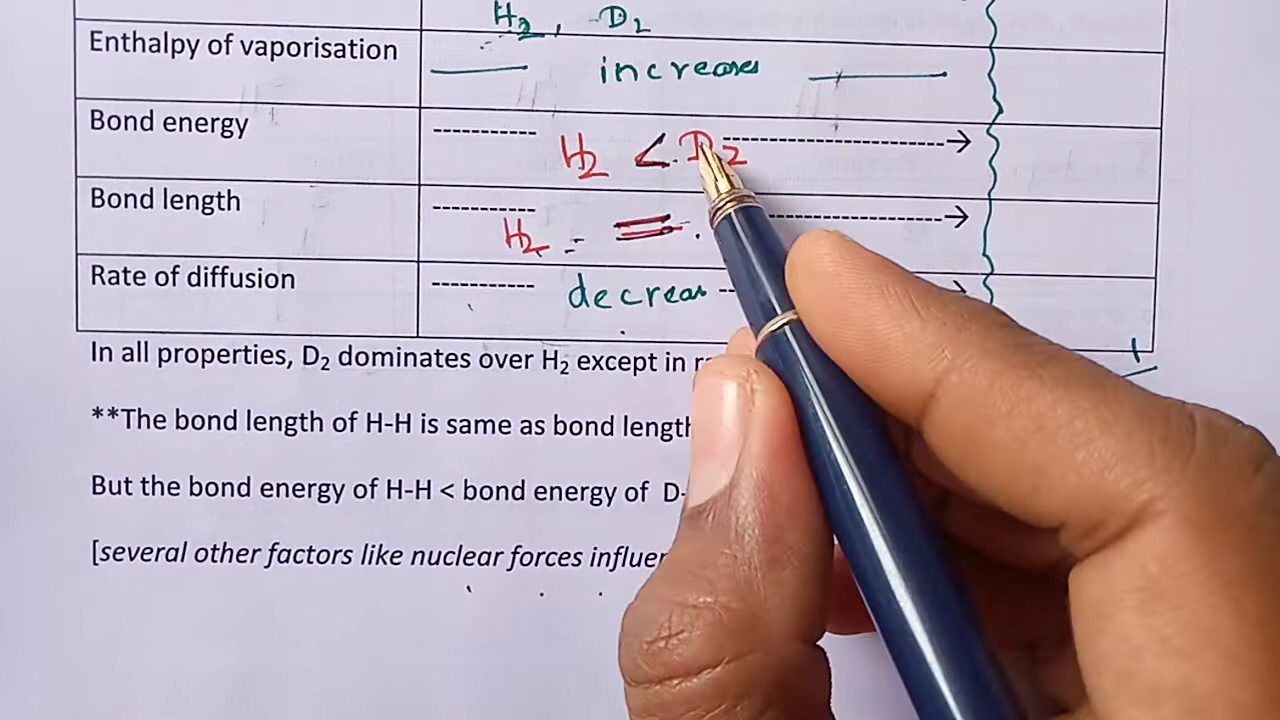 H2, D2
Enthalpy of vaporisation increases
Bond energy H2 < D2
Bond length H2 =
Rate of diffusion decreas
In all properties, D2 dominates over H2 except in
**The bond length of H-H is same as bond length
But the bond energy of H-H < bond energy of D-
[several other factors like nuclear forces